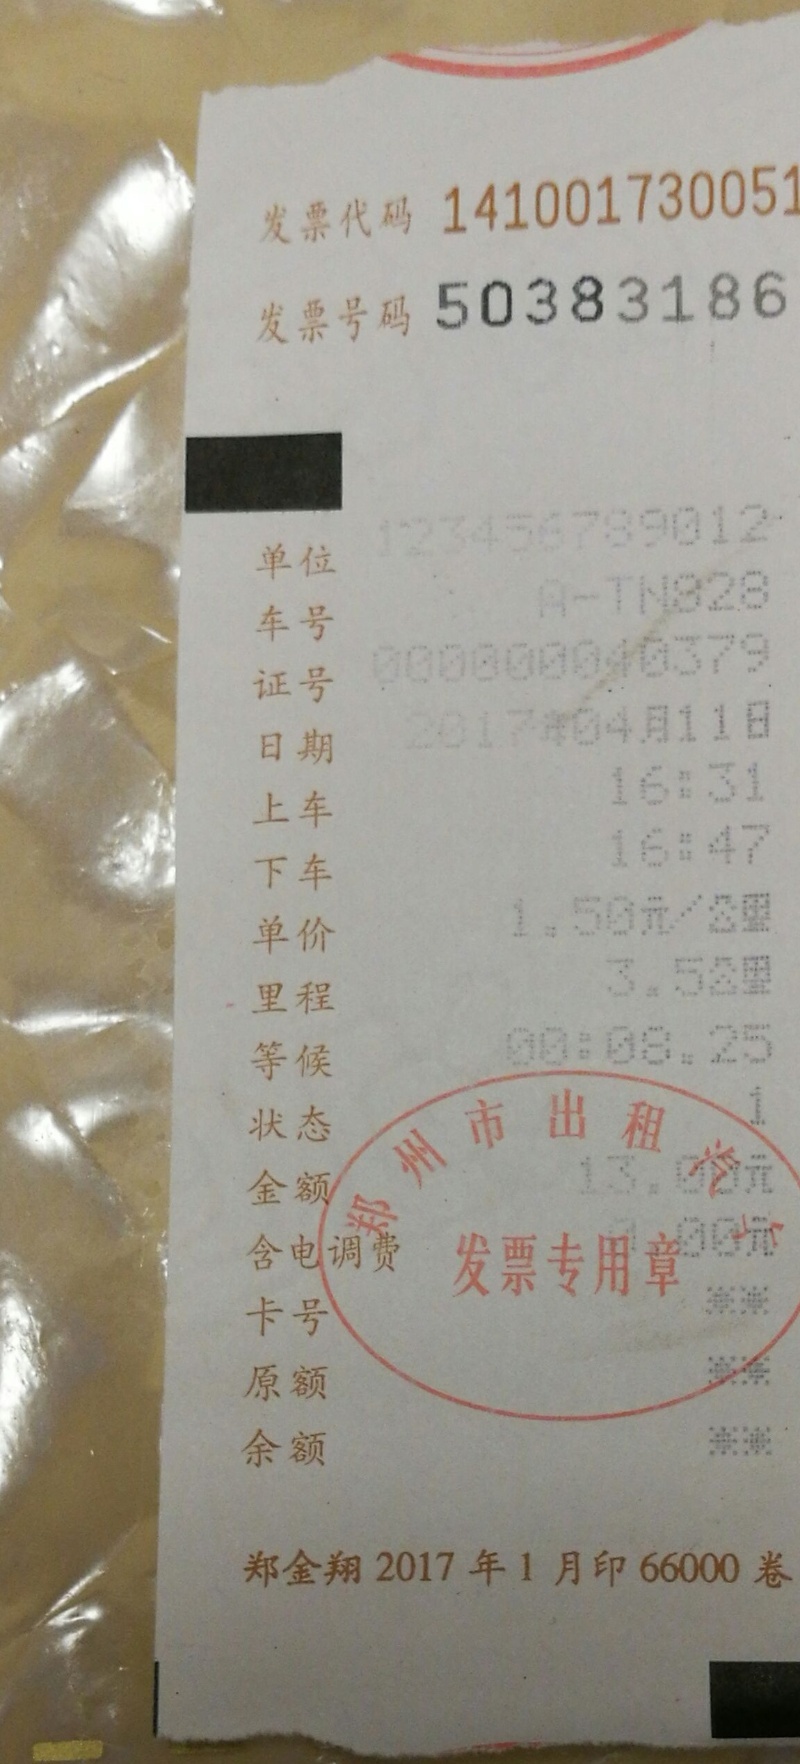 发票代码 141001730051
发票号码 50383186
单位 123456789012
车号 A-TN828
证号 000000040379
日期 2017年04月11日
上车 16:31
下车 16:47
单价 1.50元/公里
里程 3.5公里
等候 00:08.25
状态 1
金额 13.00元
含电调费 0.00元
卡号 **
原额 **
余额 **
郑州市出租汽车
发票专用章
郑金翔 2017 年 1 月印 66000 卷